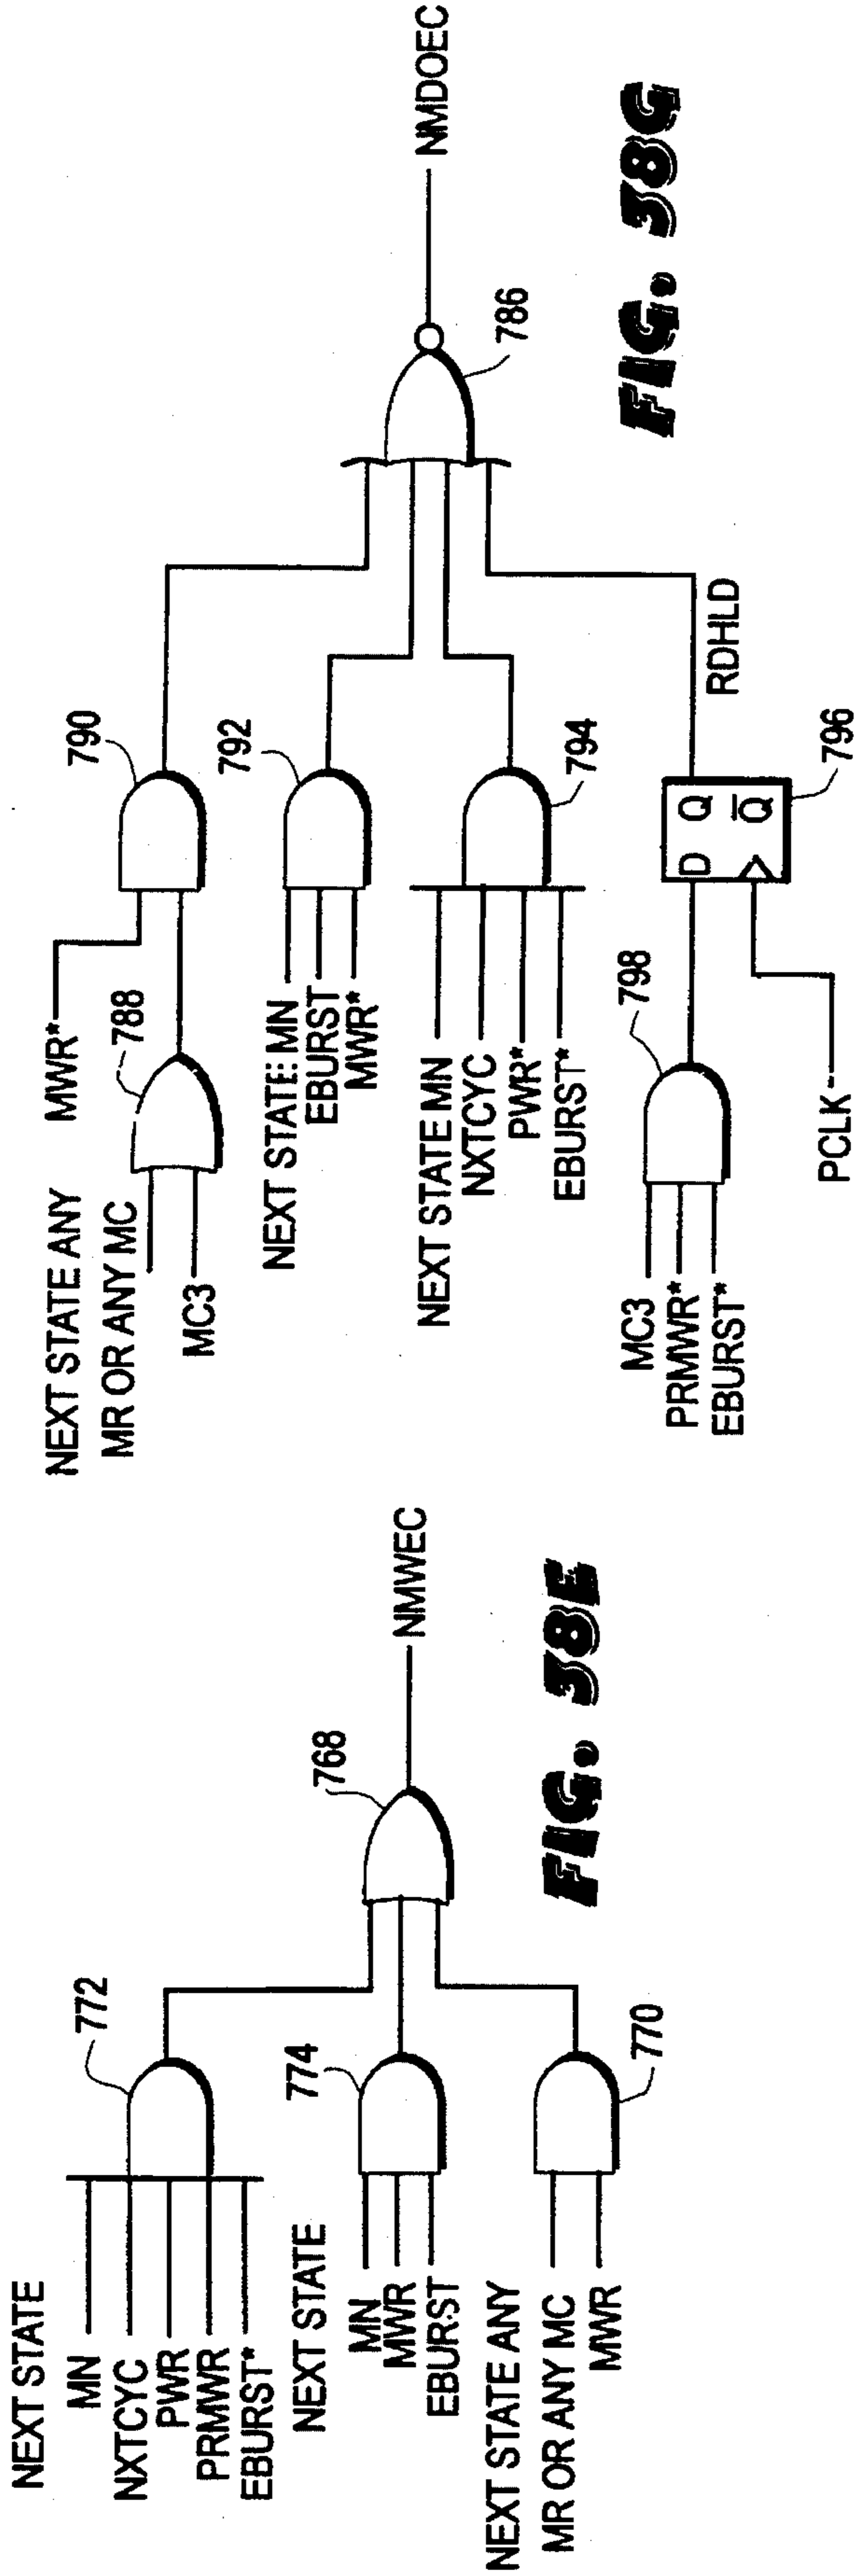 NEXT STATE
MN
NXTCYC
PWR
PRMWR
EBURST*
772
NEXT STATE
MN
MWR
EBURST
774
NEXT STATE ANY
MR OR ANY MC
MWR
770
768
NMWEC
FIG. 38E
NEXT STATE ANY
MR OR ANY MC
MC3
788
MWR*
790
NEXT STATE MN
EBURST
MWR*
792
NEXT STATE MN
NXTCYC
PWR*
EBURST*
794
MC3
PRMWR*
EBURST*
798
PCLK
D Q
Q
796
RDHLD
786
NMDOEC
FIG. 38G